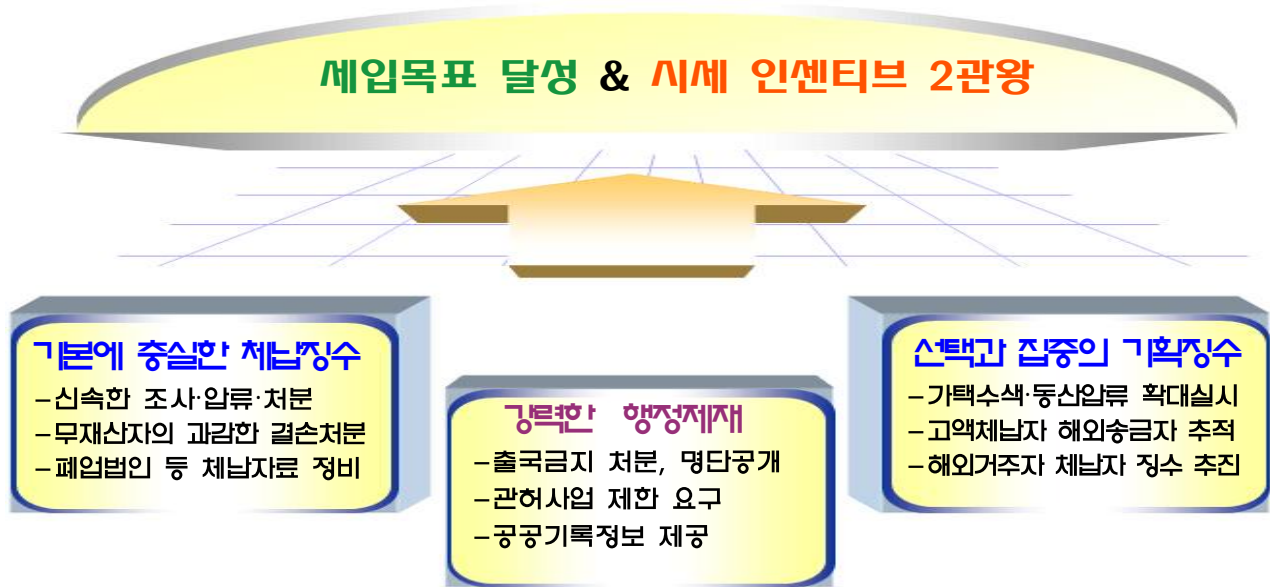 세입목표 달성 & 시세 인센티브 2관왕
기본에 충실한 체납징수
–신속한 조사·압류·처분
–무재산자의 과감한 결손처분
–폐업법인 등 체납자료 정비
강력한 행정제재
–출국금지 처분, 명단공개
–관허사업 제한 요구
–공공기록정보 제공
선택과 집중의 기획징수
–가택수색·동산압류 확대실시
–고액체납자 해외송금자 추적
–해외거주자 체납자 징수 추진